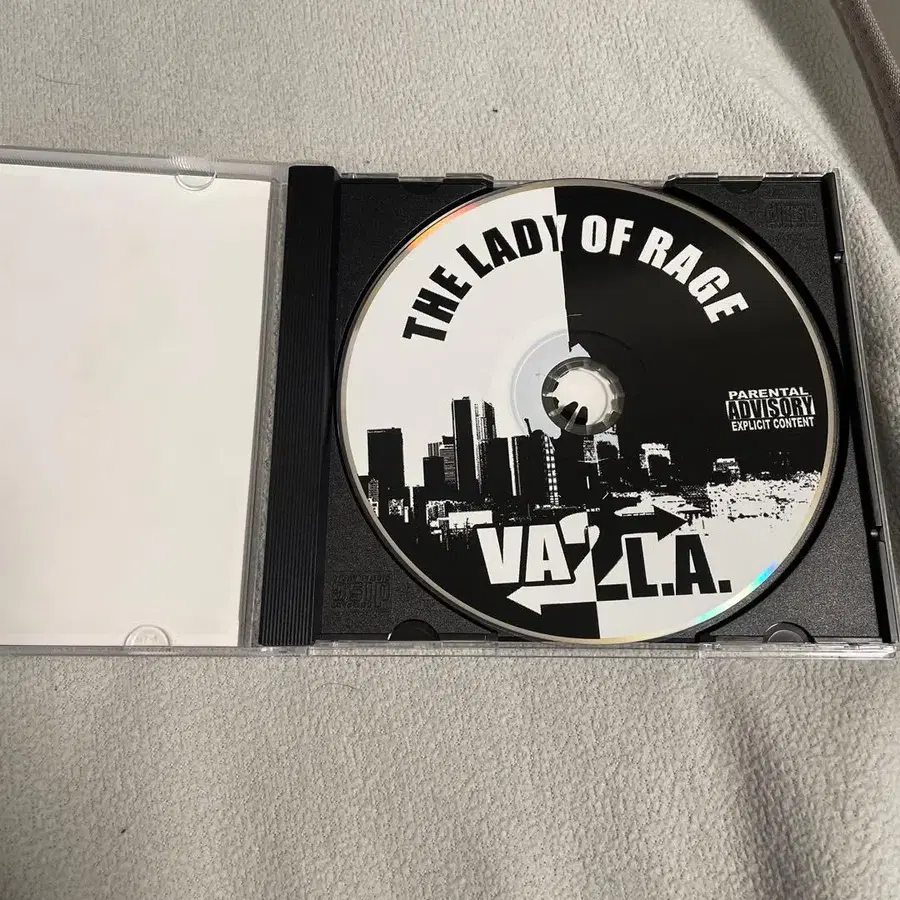 THE LADY OF RAGE
PARENTAL
ADVISORY
EXPLICIT CONTENT
VA2L.A.